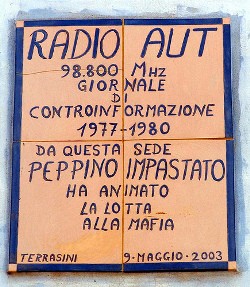 RADIO AUT
98.800 MHZ
GIORNALE
DI
CONTROINFORMAZIONE
1977-1980
DA QUESTA SEDE
PEPPINO IMPASTATO
HA ANIMATO
LA LOTTA
ALLA MAFIA
TERRASINI 9-MAGGIO-2003